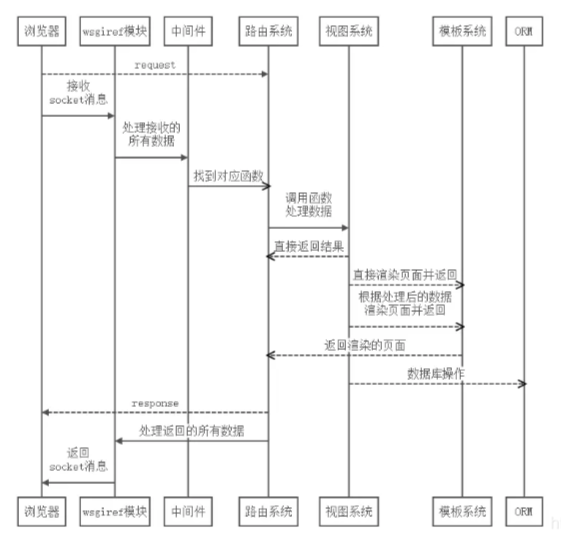 浏览器
wsgiref模块
中间件
路由系统
视图系统
模板系统
ORM
request
接收
socket消息
处理接收的
所有数据
找到对应函数
调用函数
处理数据
直接返回结果
直接渲染页面并返回
根据处理后的数据
渲染页面并返回
返回渲染的页面
数据库操作
response
处理返回的所有数据
返回
socket消息
浏览器
wsgiref模块
中间件
路由系统
视图系统
模板系统
ORM